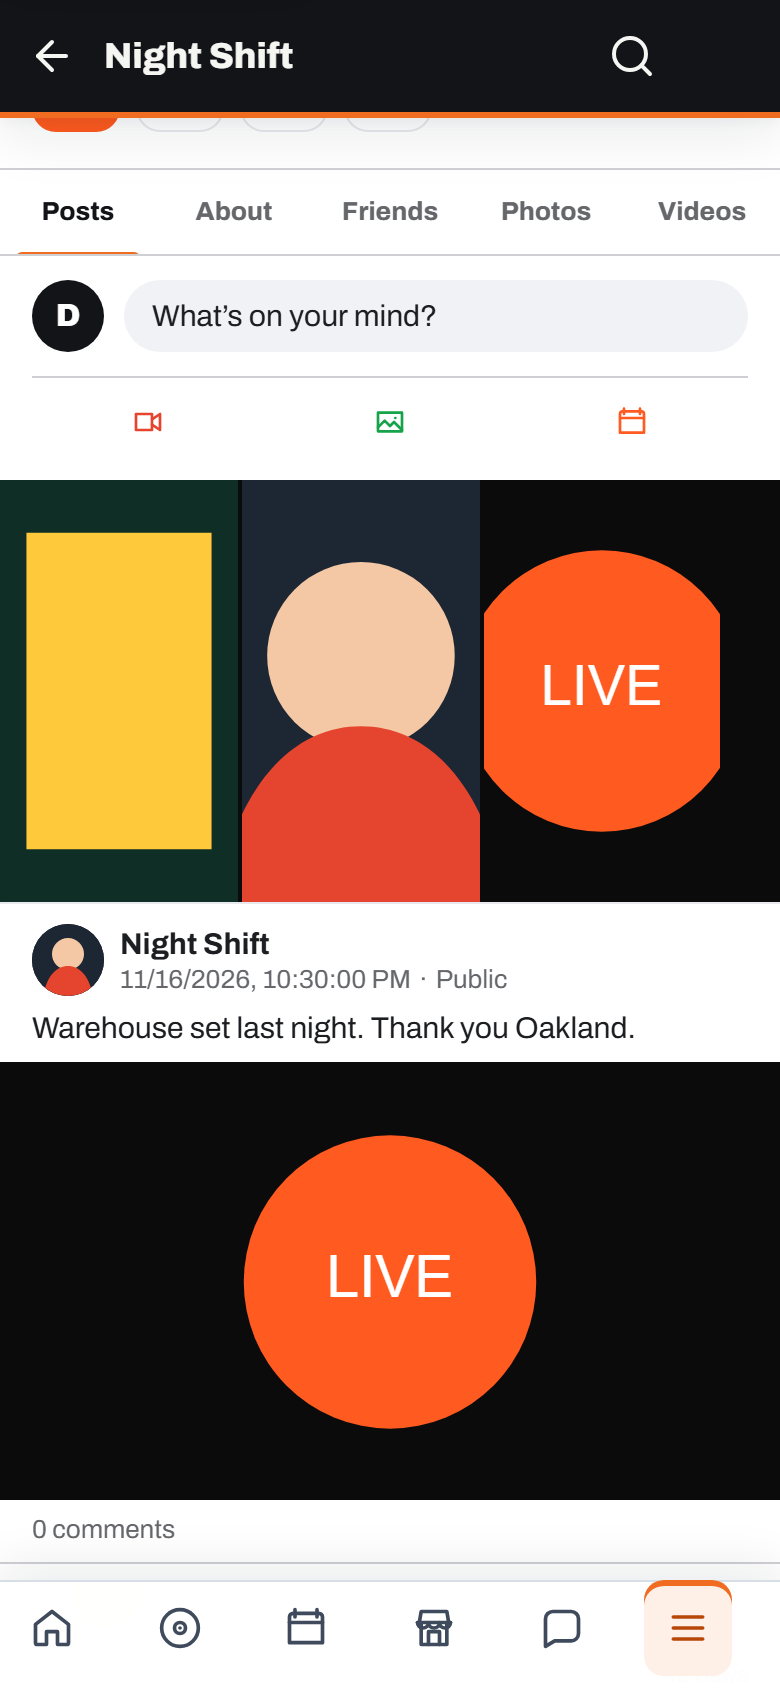 Night Shift
Posts About Friends Photos Videos
D
What’s on your mind?
LIVE
Night Shift
11/16/2026, 10:30:00 PM · Public
Warehouse set last night. Thank you Oakland.
LIVE
0 comments